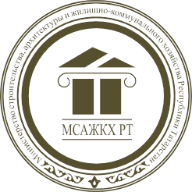 Министерство строительства, архитектуры и жилищно-коммунального хозяйства Республики Татарстан
МСАЖКХ РТ